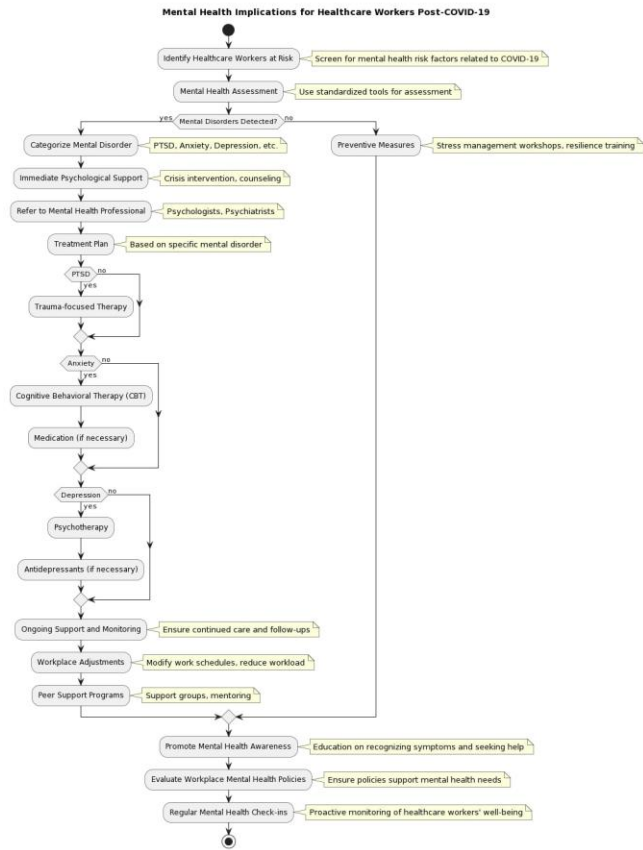 Mental Health Implications for Healthcare Workers Post-COVID-19
Identify Healthcare Workers at Risk
Screen for mental health risk factors related to COVID-19
Mental Health Assessment
Use standardized tools for assessment
yes
Mental Disorders Detected?
no
Categorize Mental Disorder
PTSD, Anxiety, Depression, etc.
Preventive Measures
Stress management workshops, resilience training
Immediate Psychological Support
Crisis intervention, counseling
Refer to Mental Health Professional
Psychologists, Psychiatrists
Treatment Plan
Based on specific mental disorder
PTSD
no
yes
Trauma-focused Therapy
Anxiety
no
yes
Cognitive Behavioral Therapy (CBT)
Medication (if necessary)
Depression
no
yes
Psychotherapy
Antidepressants (if necessary)
Ongoing Support and Monitoring
Ensure continued care and follow-ups
Workplace Adjustments
Modify work schedules, reduce workload
Peer Support Programs
Support groups, mentoring
Promote Mental Health Awareness
Education on recognizing symptoms and seeking help
Evaluate Workplace Mental Health Policies
Ensure policies support mental health needs
Regular Mental Health Check-ins
Proactive monitoring of healthcare workers' well-being